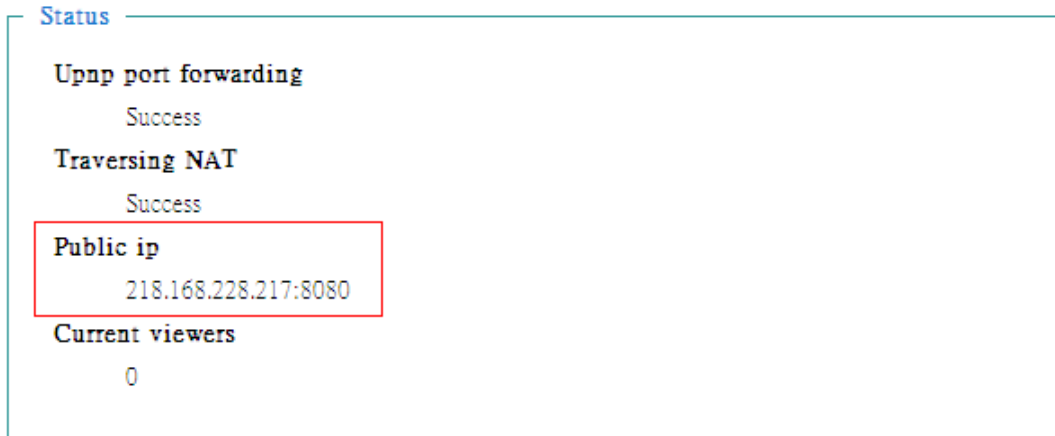 Status
Upnp port forwarding
Success
Traversing NAT
Success
Public ip
218.168.228.217:8080
Current viewers
0